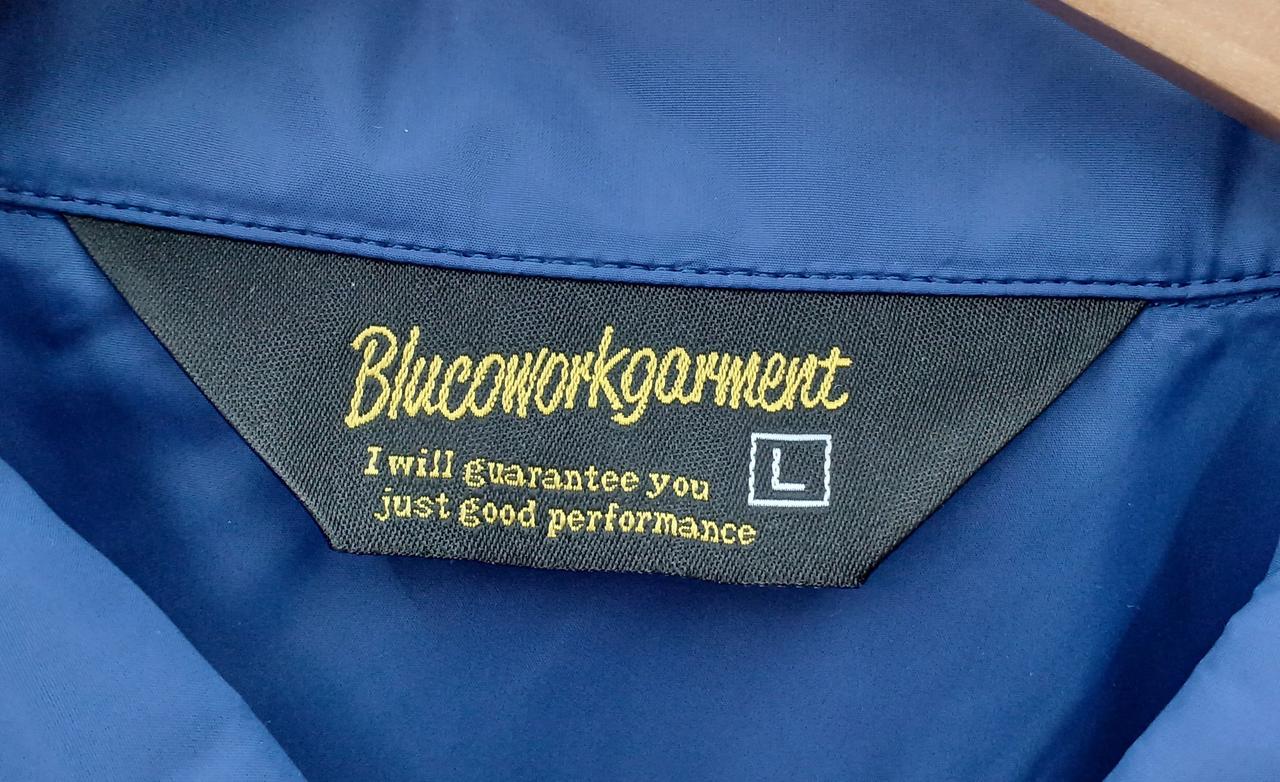 Blucoworkgarment
I will guarantee you
L
just good performance